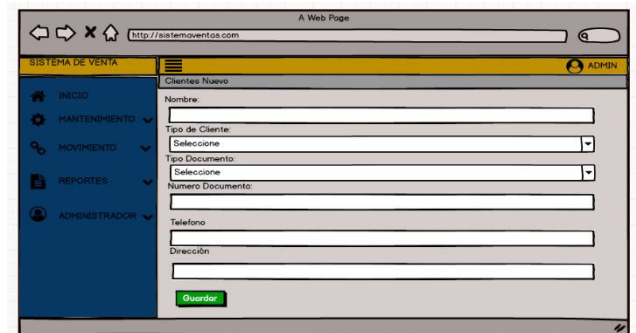 A Web Page
http://sistemaventas.com
SISTEMA DE VENTA
ADMIN
Clientes Nuevo
INICIO
MANTENIMIENTO
MOVIMIENTO
REPORTES
ADMINISTRADOR
Nombre:
Tipo de Cliente:
Seleccione
Tipo Documento:
Seleccione
Numero Documento:
Telefono
Dirección
Guardar